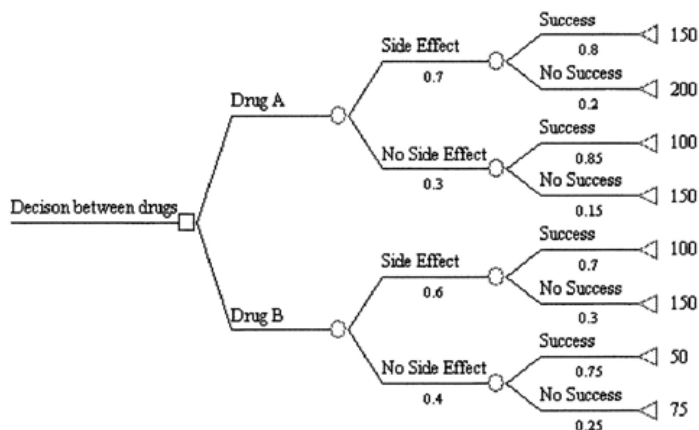 Success
150
Side Effect
0.8
0.7
No Success
200
Drug A
0.2
Success
100
No Side Effect
0.85
0.3
No Success
150
Decison between drugs
0.15
Success
100
Side Effect
0.7
0.6
No Success
150
Drug B
0.3
Success
50
No Side Effect
0.75
0.4
No Success
75
0.25